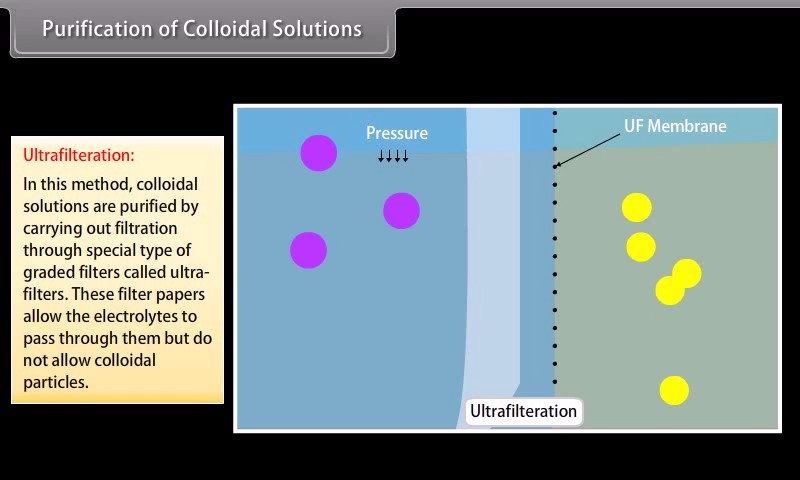 Purification of Colloidal Solutions
Ultrafilteration:
In this method, colloidal
solutions are purified by
carrying out filtration
through special type of
graded filters called ultra-
filters. These filter papers
allow the electrolytes to
pass through them but do
not allow colloidal
particles.
Pressure
UF Membrane
Ultrafilteration